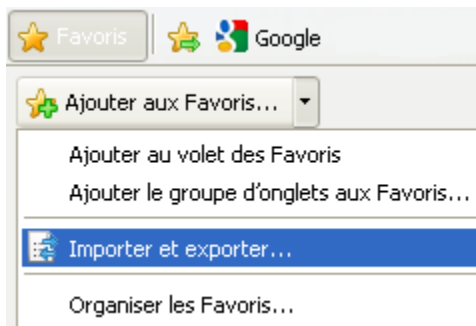 Favoris Google
Ajouter aux Favoris...
Ajouter au volet des Favoris
Ajouter le groupe d'onglets aux Favoris...
Importer et exporter...
Organiser les Favoris...